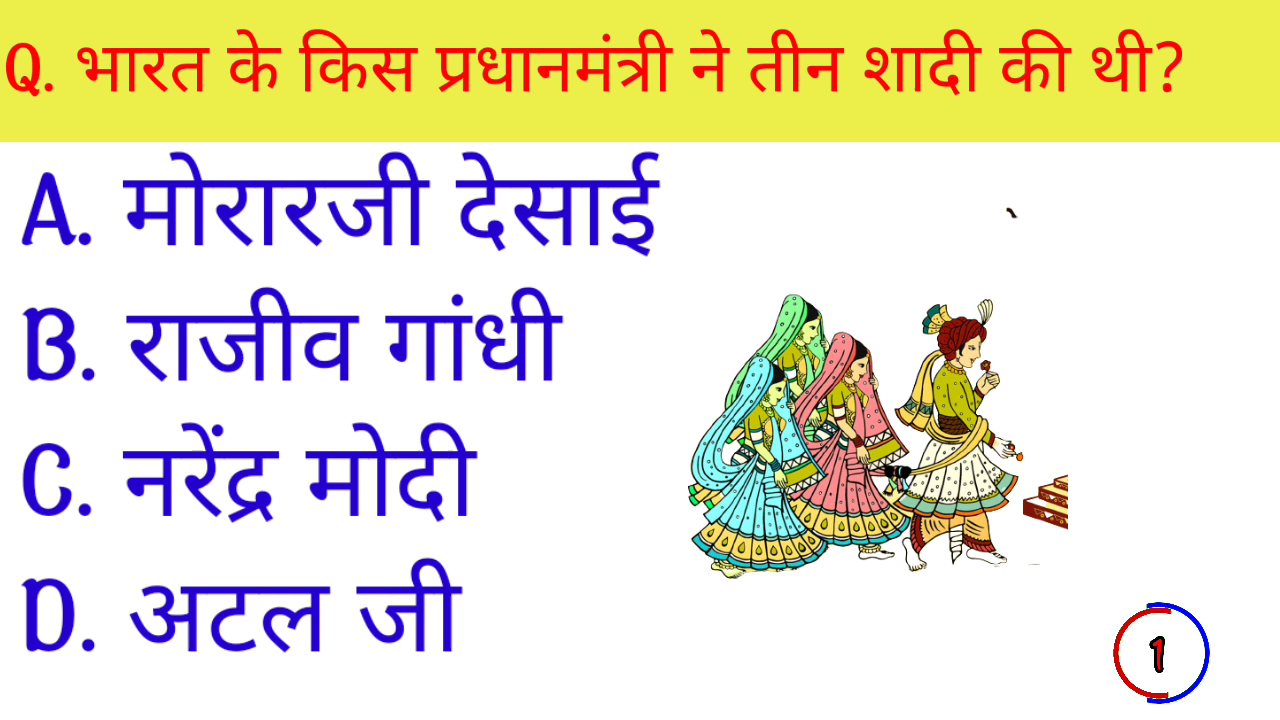 Q. भारत के किस प्रधानमंत्री ने तीन शादी की थी?
A. मोरारजी देसाई
B. राजीव गांधी
C. नरेंद्र मोदी
D. अटल जी
1